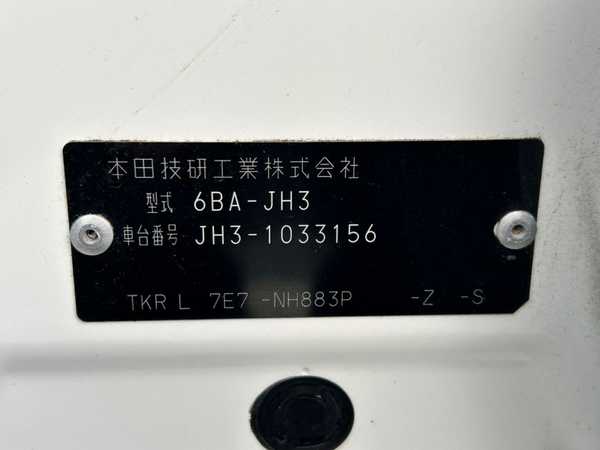 本田技研工業株式会社
型式 6BA-JH3
車台番号 JH3-1033156
TKR L 7E7 -NH883P -Z -S